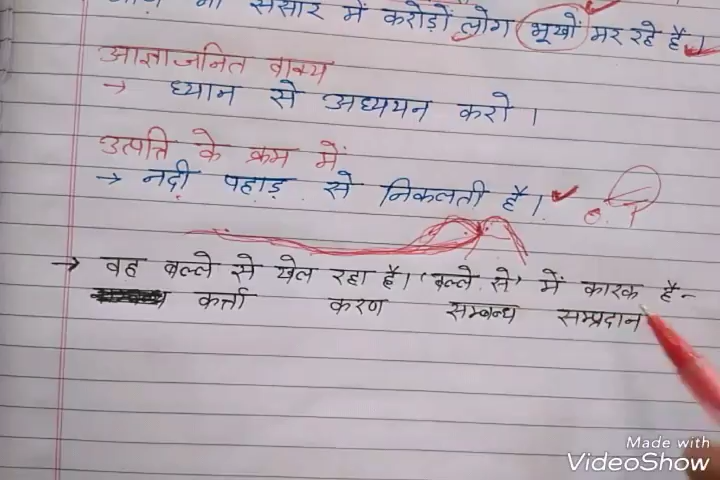 भी संसार में करोड़ों लोग भूखों मर रहे हैं।
आज्ञाजनित वाक्य
→ ध्यान से अध्ययन करो।
उत्पत्ति के क्रम में
→ नदी पहाड़ से निकलती है।
→ वह बल्ले से खेल रहा है। 'बल्ले से' में कारक है-
कर्त्ता करण सम्बन्ध सम्प्रदान
Made with
VideoShow